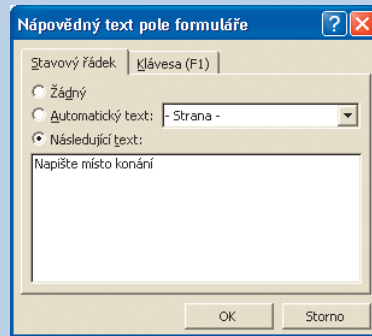 Nápovědný text pole formuláře
Stavový řádek
Klávesa (F1)
Žádný
Automatický text: - Strana -
Následující text:
Napište místo konání
OK
Storno